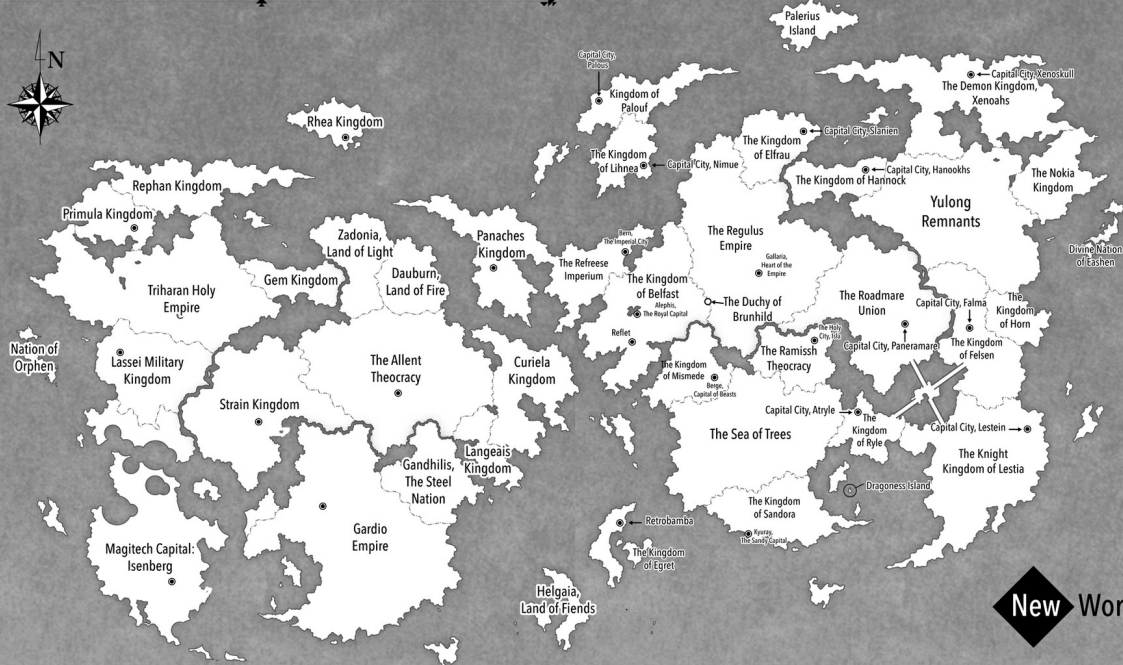 N
Palerius
Island
Capital City,
Palous
Kingdom of
Palouf
Capital City, Xenoskull
The Demon Kingdom,
Xenoahs
Rhea Kingdom
The Kingdom
of Elfrau
Capital City, Slanien
The Kingdom
of Lihnea
Capital City, Nimue
Capital City, Hanookhs
The Kingdom
of Hannock
The Nokia
Kingdom
Rephan Kingdom
Primula Kingdom
Yulong
Remnants
Zadonia,
Land of Light
Panaches
Kingdom
Bern,
The Imperial City
The Regulus
Empire
Divine Nation
of Eashen
Gem Kingdom
Dauburn,
Land of Fire
The Refreese
Imperium
Gallaria,
Heart of the
Empire
Triharan Holy
Empire
The Kingdom
of Belfast
Alephis,
The Royal Capital
The Duchy of
Brunhild
The Roadmare
Union
Capital City, Falma
The
Kingdom
of Horn
Reflet
The Holy
City, Isla
Capital City, Paneramare
The Kingdom
of Felsen
Nation of
Orphen
Lassei Military
Kingdom
The Allent
Theocracy
Curiela
Kingdom
The Kingdom
of Mismede
Berge,
Capital of Beasts
The Ramissh
Theocracy
Strain Kingdom
Capital City, Atryle
The
Kingdom
of Ryle
Capital City, Lestein
The Sea of Trees
The Knight
Kingdom of Lestia
Langeais
Kingdom
Gandhilis,
The Steel
Nation
Dragoness Island
The Kingdom
of Sandora
Kyuray,
The Sandy Capital
Retrobamba
Gardio
Empire
Magitech Capital:
Isenberg
The Kingdom
of Egret
Helgaia,
Land of Fiends
New Wor